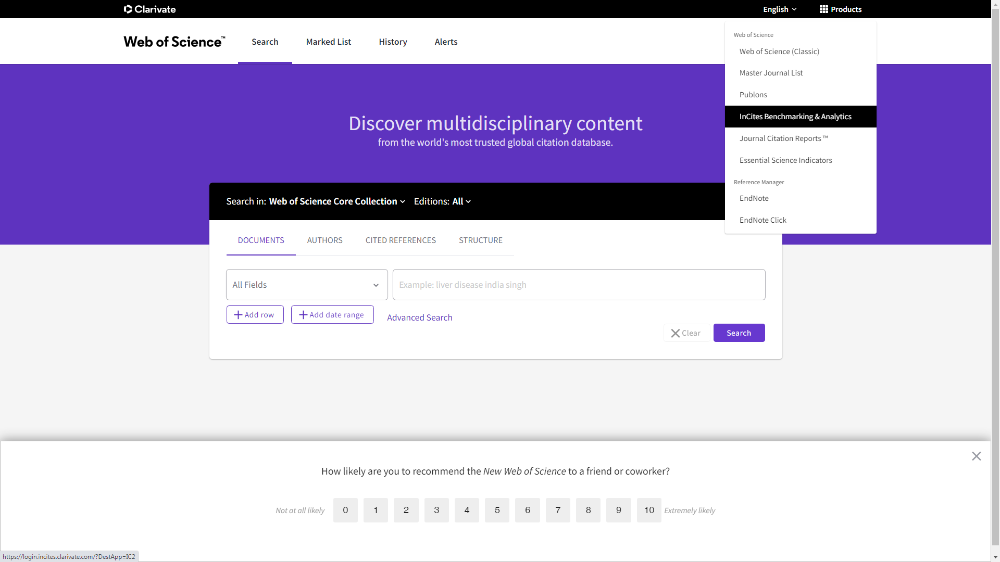 Clarivate
English
Products
Web of Science™
Search
Marked List
History
Alerts
Web of Science
Web of Science (Classic)
Master Journal List
Publons
InCites Benchmarking & Analytics
Journal Citation Reports ™
Essential Science Indicators
Reference Manager
EndNote
EndNote Click
Discover multidisciplinary content
from the world's most trusted global citation database.
Search in: Web of Science Core Collection Editions: All
DOCUMENTS AUTHORS CITED REFERENCES STRUCTURE
All Fields
Example: liver disease india singh
+ Add row
+ Add date range
Advanced Search
Clear
Search
How likely are you to recommend the New Web of Science to a friend or coworker?
Not at all likely 0 1 2 3 4 5 6 7 8 9 10 Extremely likely
https://login.incites.clarivate.com/?DestApp=IC2